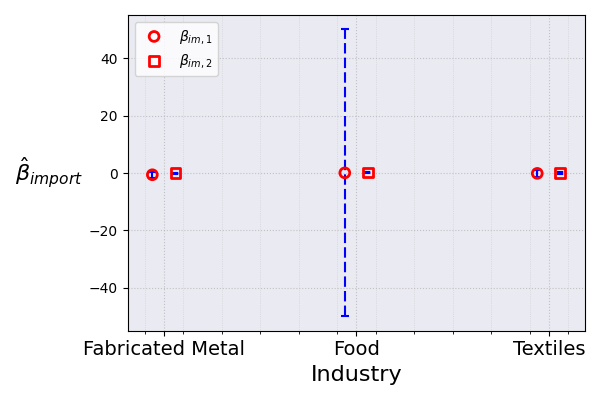 β_{im, 1}
β_{im, 2}
40
20
0
−20
−40
β̂_{import}
Fabricated Metal Food Textiles
Industry